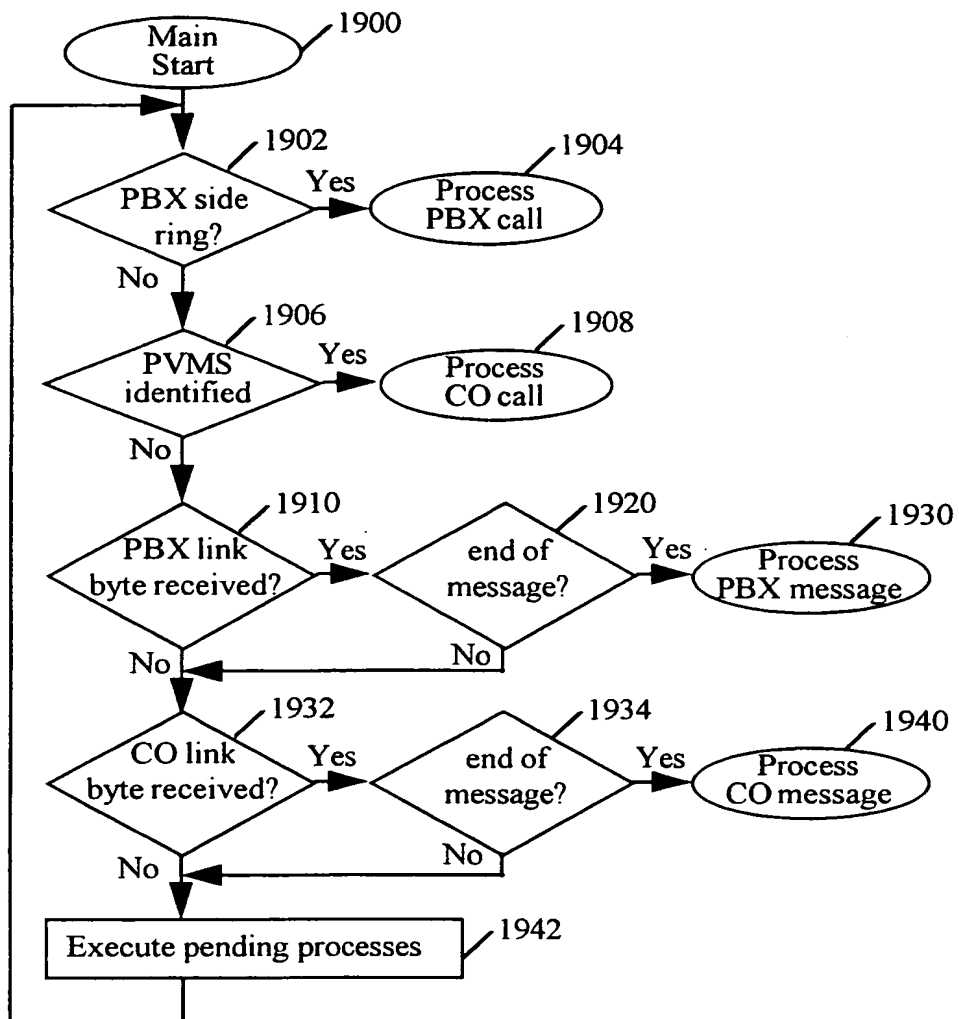 Main
Start
1900
1902
PBX side
ring?
Yes
1904
Process
PBX call
No
1906
PVMS
identified
Yes
1908
Process
CO call
No
1910
PBX link
byte received?
Yes
1920
end of
message?
Yes
1930
Process
PBX message
No
No
1932
CO link
byte received?
Yes
1934
end of
message?
Yes
1940
Process
CO message
No
No
Execute pending processes
1942